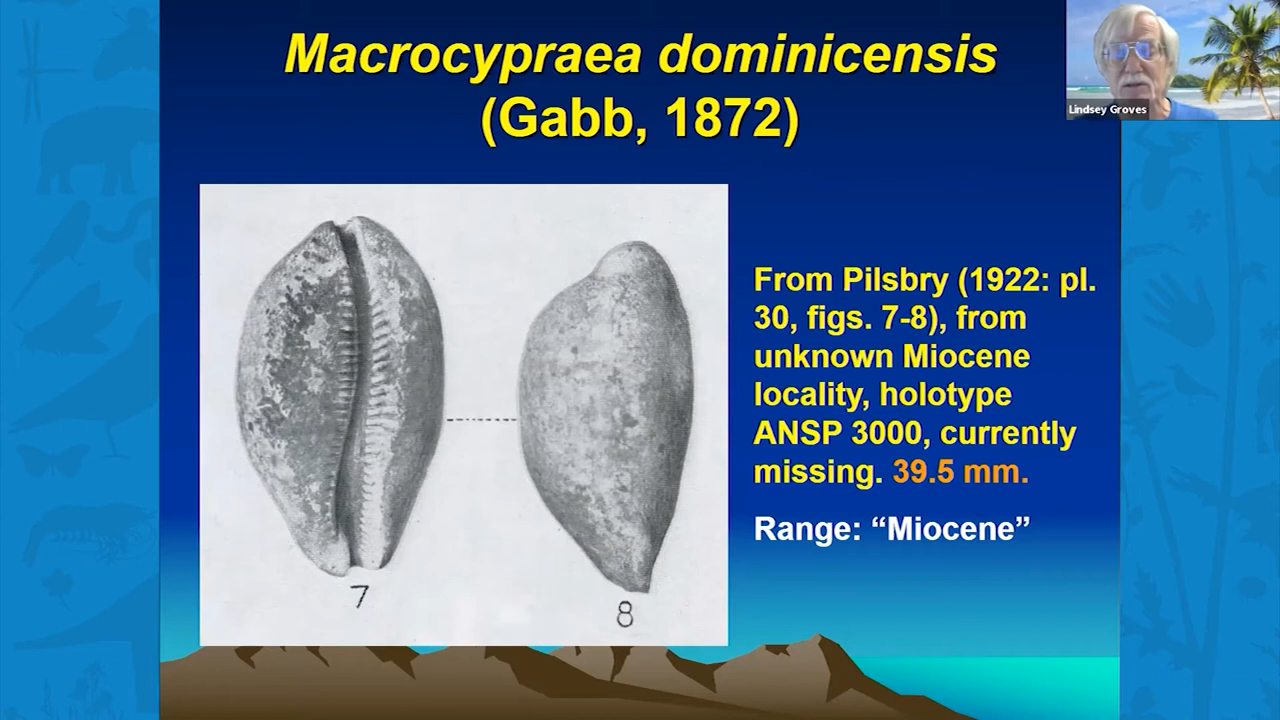 Macrocypraea dominicensis
(Gabb, 1872)
Lindsey Groves
From Pilsbry (1922: pl.
30, figs. 7-8), from
unknown Miocene
locality, holotype
ANSP 3000, currently
missing. 39.5 mm.
Range: “Miocene”
7
8